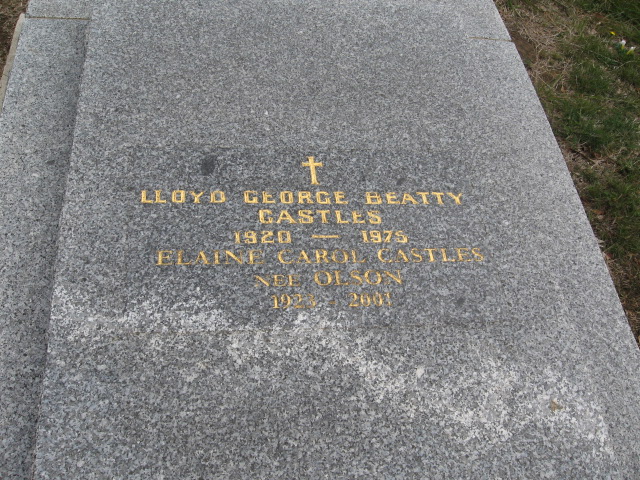 LLOYD GEORGE BEATTY
CASTLES
1920 — 1975
ELAINE CAROL CASTLES
NEE OLSON
1923 - 2001